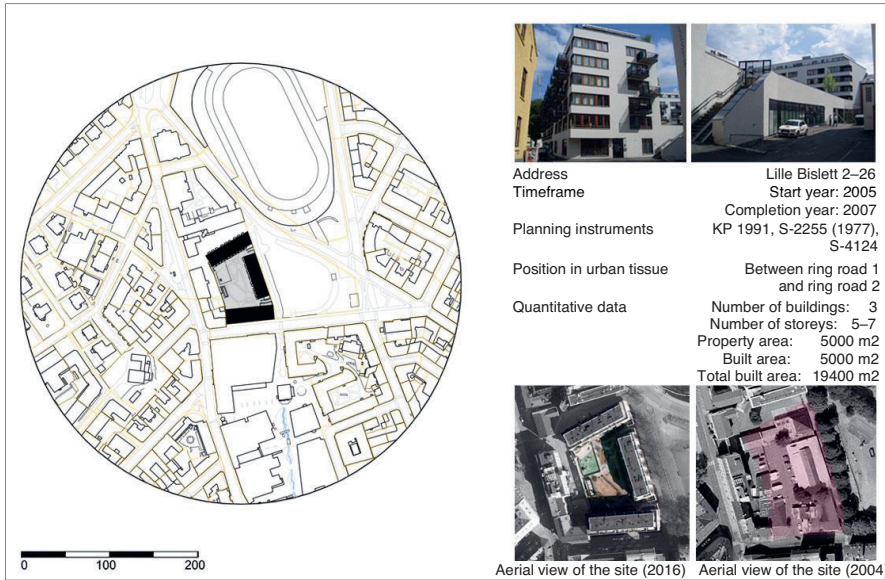 Address Lille Bislett 2–26
Timeframe Start year: 2005
Completion year: 2007
Planning instruments KP 1991, S-2255 (1977),
S-4124
Position in urban tissue Between ring road 1
and ring road 2
Quantitative data Number of buildings: 3
Number of storeys: 5–7
Property area: 5000 m2
Built area: 5000 m2
Total built area: 19400 m2
Aerial view of the site (2016) Aerial view of the site (2004
0 100 200